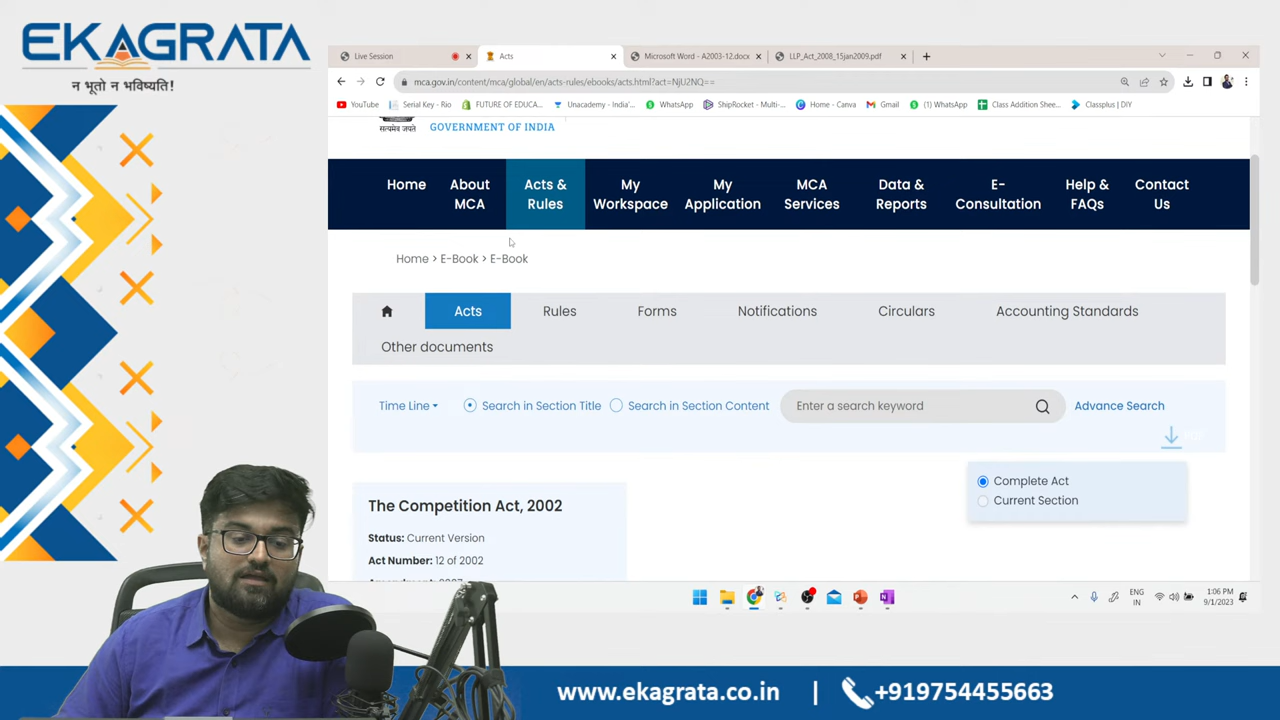 EKAGRATA
न भूतो न भविष्यति!
Live Session
Acts
Microsoft Word - A2003-12.docx
LLP_Act_2008_15jan2009.pdf
mca.gov.in/content/mca/global/en/acts-rules/ebooks/acts.html?act=NjU2NQ==
YouTube
Serial Key - Rio
FUTURE OF EDUCA...
Unacademy - India'...
WhatsApp
ShipRocket - Multi-...
Home - Canva
Gmail
(1) WhatsApp
Class Addition Shee...
Classplus | DIY
सत्यमेव जयते
GOVERNMENT OF INDIA
Home
About MCA
Acts & Rules
My Workspace
My Application
MCA Services
Data & Reports
E-Consultation
Help & FAQs
Contact Us
Home > E-Book > E-Book
Acts
Rules
Forms
Notifications
Circulars
Accounting Standards
Other documents
Time Line
Search in Section Title
Search in Section Content
Enter a search keyword
Advance Search
PDF
Complete Act
Current Section
The Competition Act, 2002
Status: Current Version
Act Number: 12 of 2002
ENG
IN
1:06 PM
9/1/2023
www.ekagrata.co.in | +919754455663